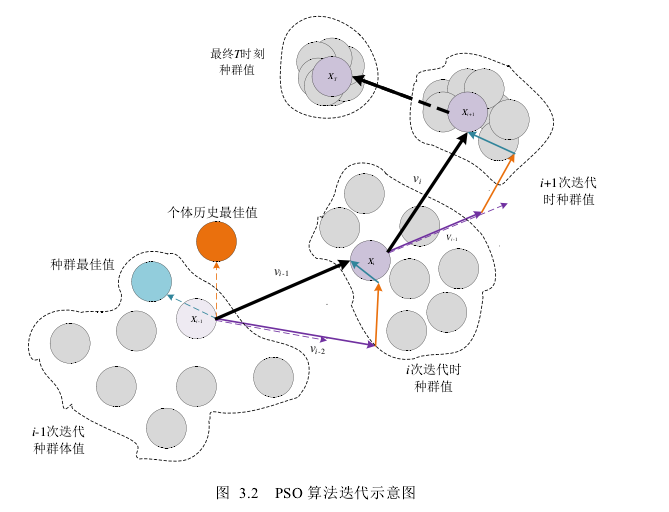 最终T时刻
种群值
X_T
X_{i+1}
v_i
i+1次迭代
时种群值
个体历史最佳值
v_{i-1}
种群最佳值
v_{i-1}
X_i
X_{i-1}
v_{i-2}
i次迭代时
种群值
i-1次迭代
种群体值
图 3.2 PSO 算法迭代示意图